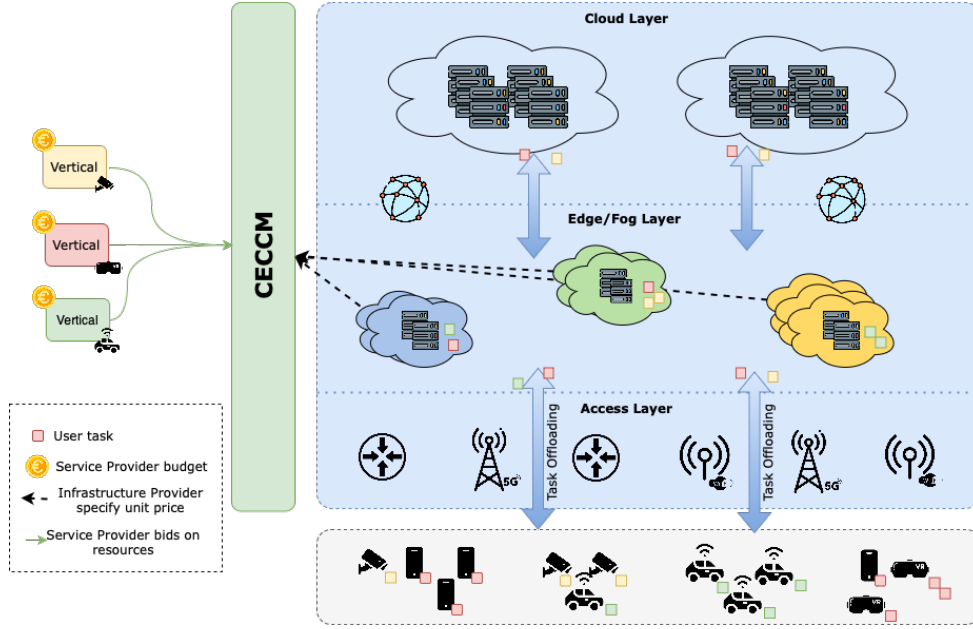 Cloud Layer
Vertical
Vertical
Vertical
CECCM
Edge/Fog Layer
Access Layer
Task Offloading
Task Offloading
5G
5G
User task
Service Provider budget
Infrastructure Provider
specify unit price
Service Provider bids on
resources
VR
VR